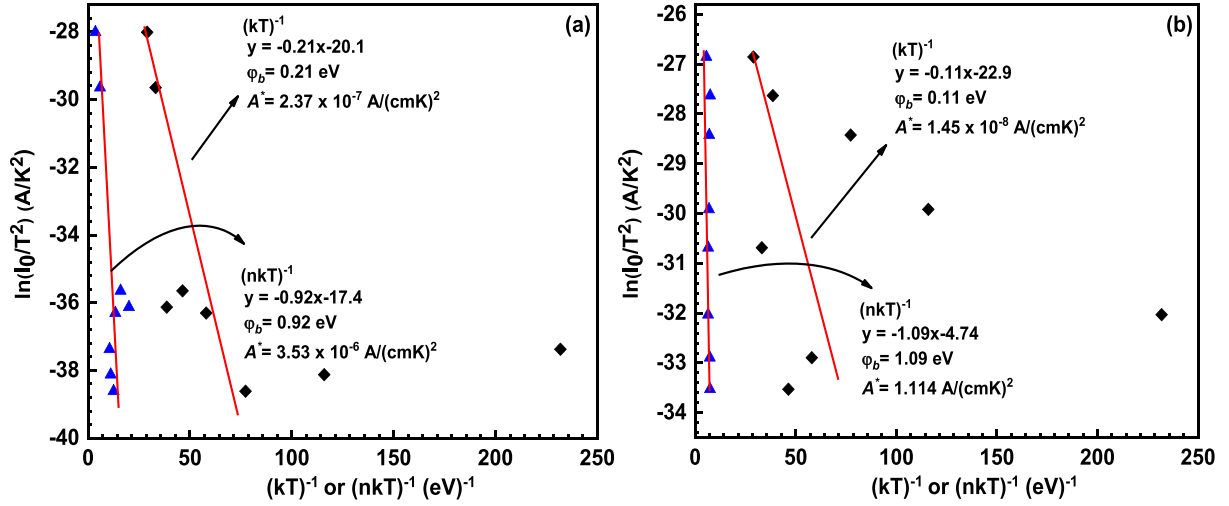 (a)
(kT)-1
y = -0.21x-20.1
φb= 0.21 eV
A*= 2.37 x 10-7 A/(cmK)2
(nkT)-1
y = -0.92x-17.4
φb= 0.92 eV
A*= 3.53 x 10-6 A/(cmK)2
ln(I0/T2) (A/K2)
-28
-30
-32
-34
-36
-38
-40
0 50 100 150 200 250
(kT)-1 or (nkT)-1 (eV)-1
(b)
(kT)-1
y = -0.11x-22.9
φb= 0.11 eV
A*= 1.45 x 10-8 A/(cmK)2
(nkT)-1
y = -1.09x-4.74
φb= 1.09 eV
A*= 1.114 A/(cmK)2
ln(I0/T2) (A/K2)
-26
-27
-28
-29
-30
-31
-32
-33
-34
0 50 100 150 200 250
(kT)-1 or (nkT)-1 (eV)-1